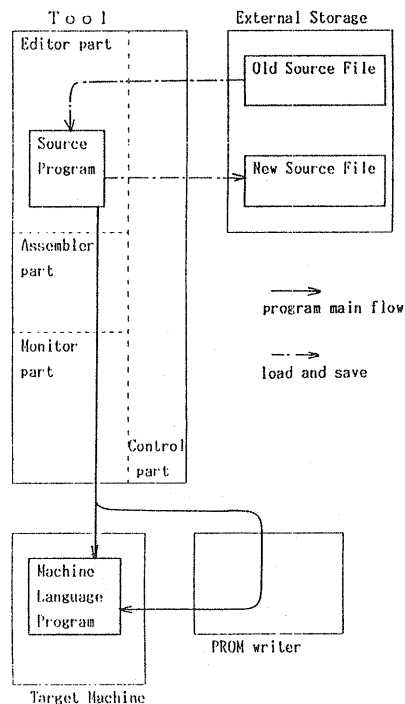 Tool
External Storage
Editor part
Old Source File
Source
Program
New Source File
Assembler
part
program main flow
Monitor
part
load and save
Control
part
Machine
Language
Program
PROM writer
Target Machine